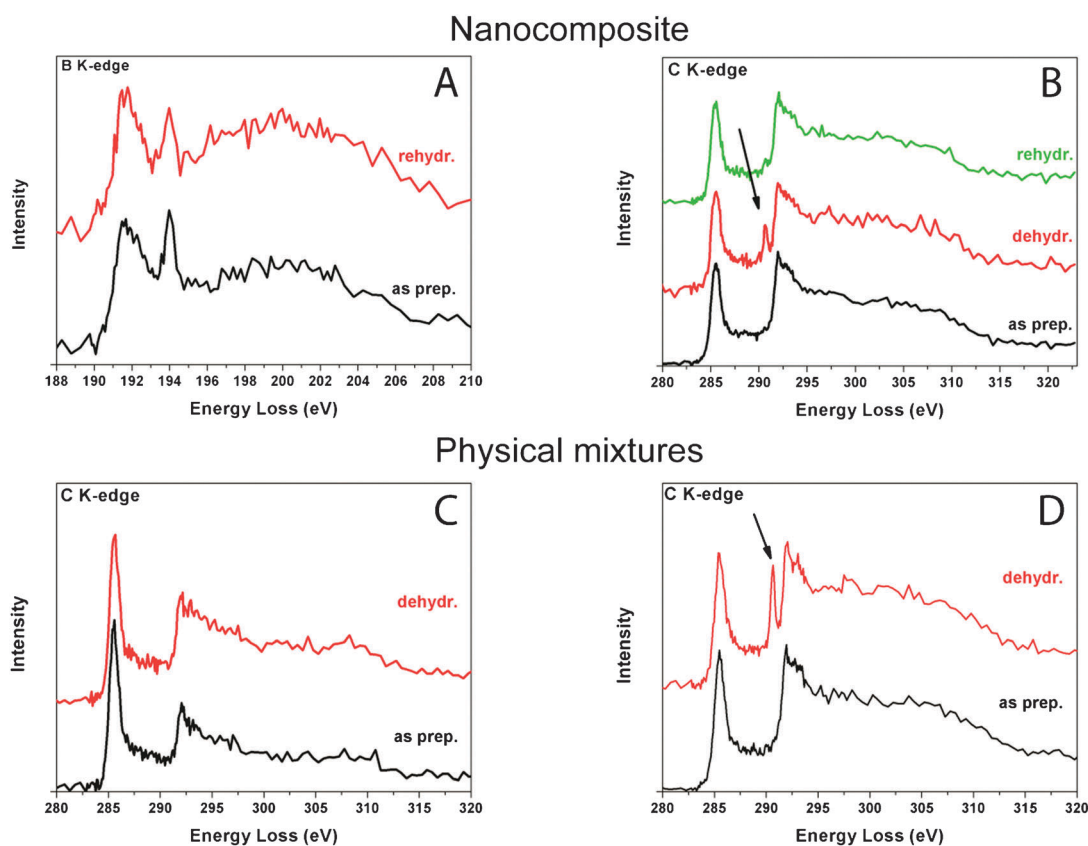 Nanocomposite
B K-edge
A
rehydr.
as prep.
Intensity
188 190 192 194 196 198 200 202 204 206 208 210
Energy Loss (eV)
C K-edge
B
rehydr.
dehydr.
as prep.
Intensity
280 285 290 295 300 305 310 315 320
Energy Loss (eV)
Physical mixtures
C K-edge
C
dehydr.
as prep.
Intensity
280 285 290 295 300 305 310 315 320
Energy Loss (eV)
C K-edge
D
dehydr.
as prep.
Intensity
280 285 290 295 300 305 310 315 320
Energy Loss (eV)